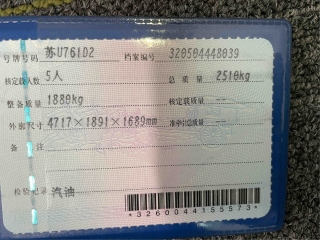 号牌号码 苏U761D2 档案编号 320504448039
核定载人数 5人 总质量 2510kg
整备质量 1880kg 核定载质量 --
外廓尺寸 4717×1891×1689mm 准牵引总质量 --
备注
检验记录 汽油
*3260044155573*